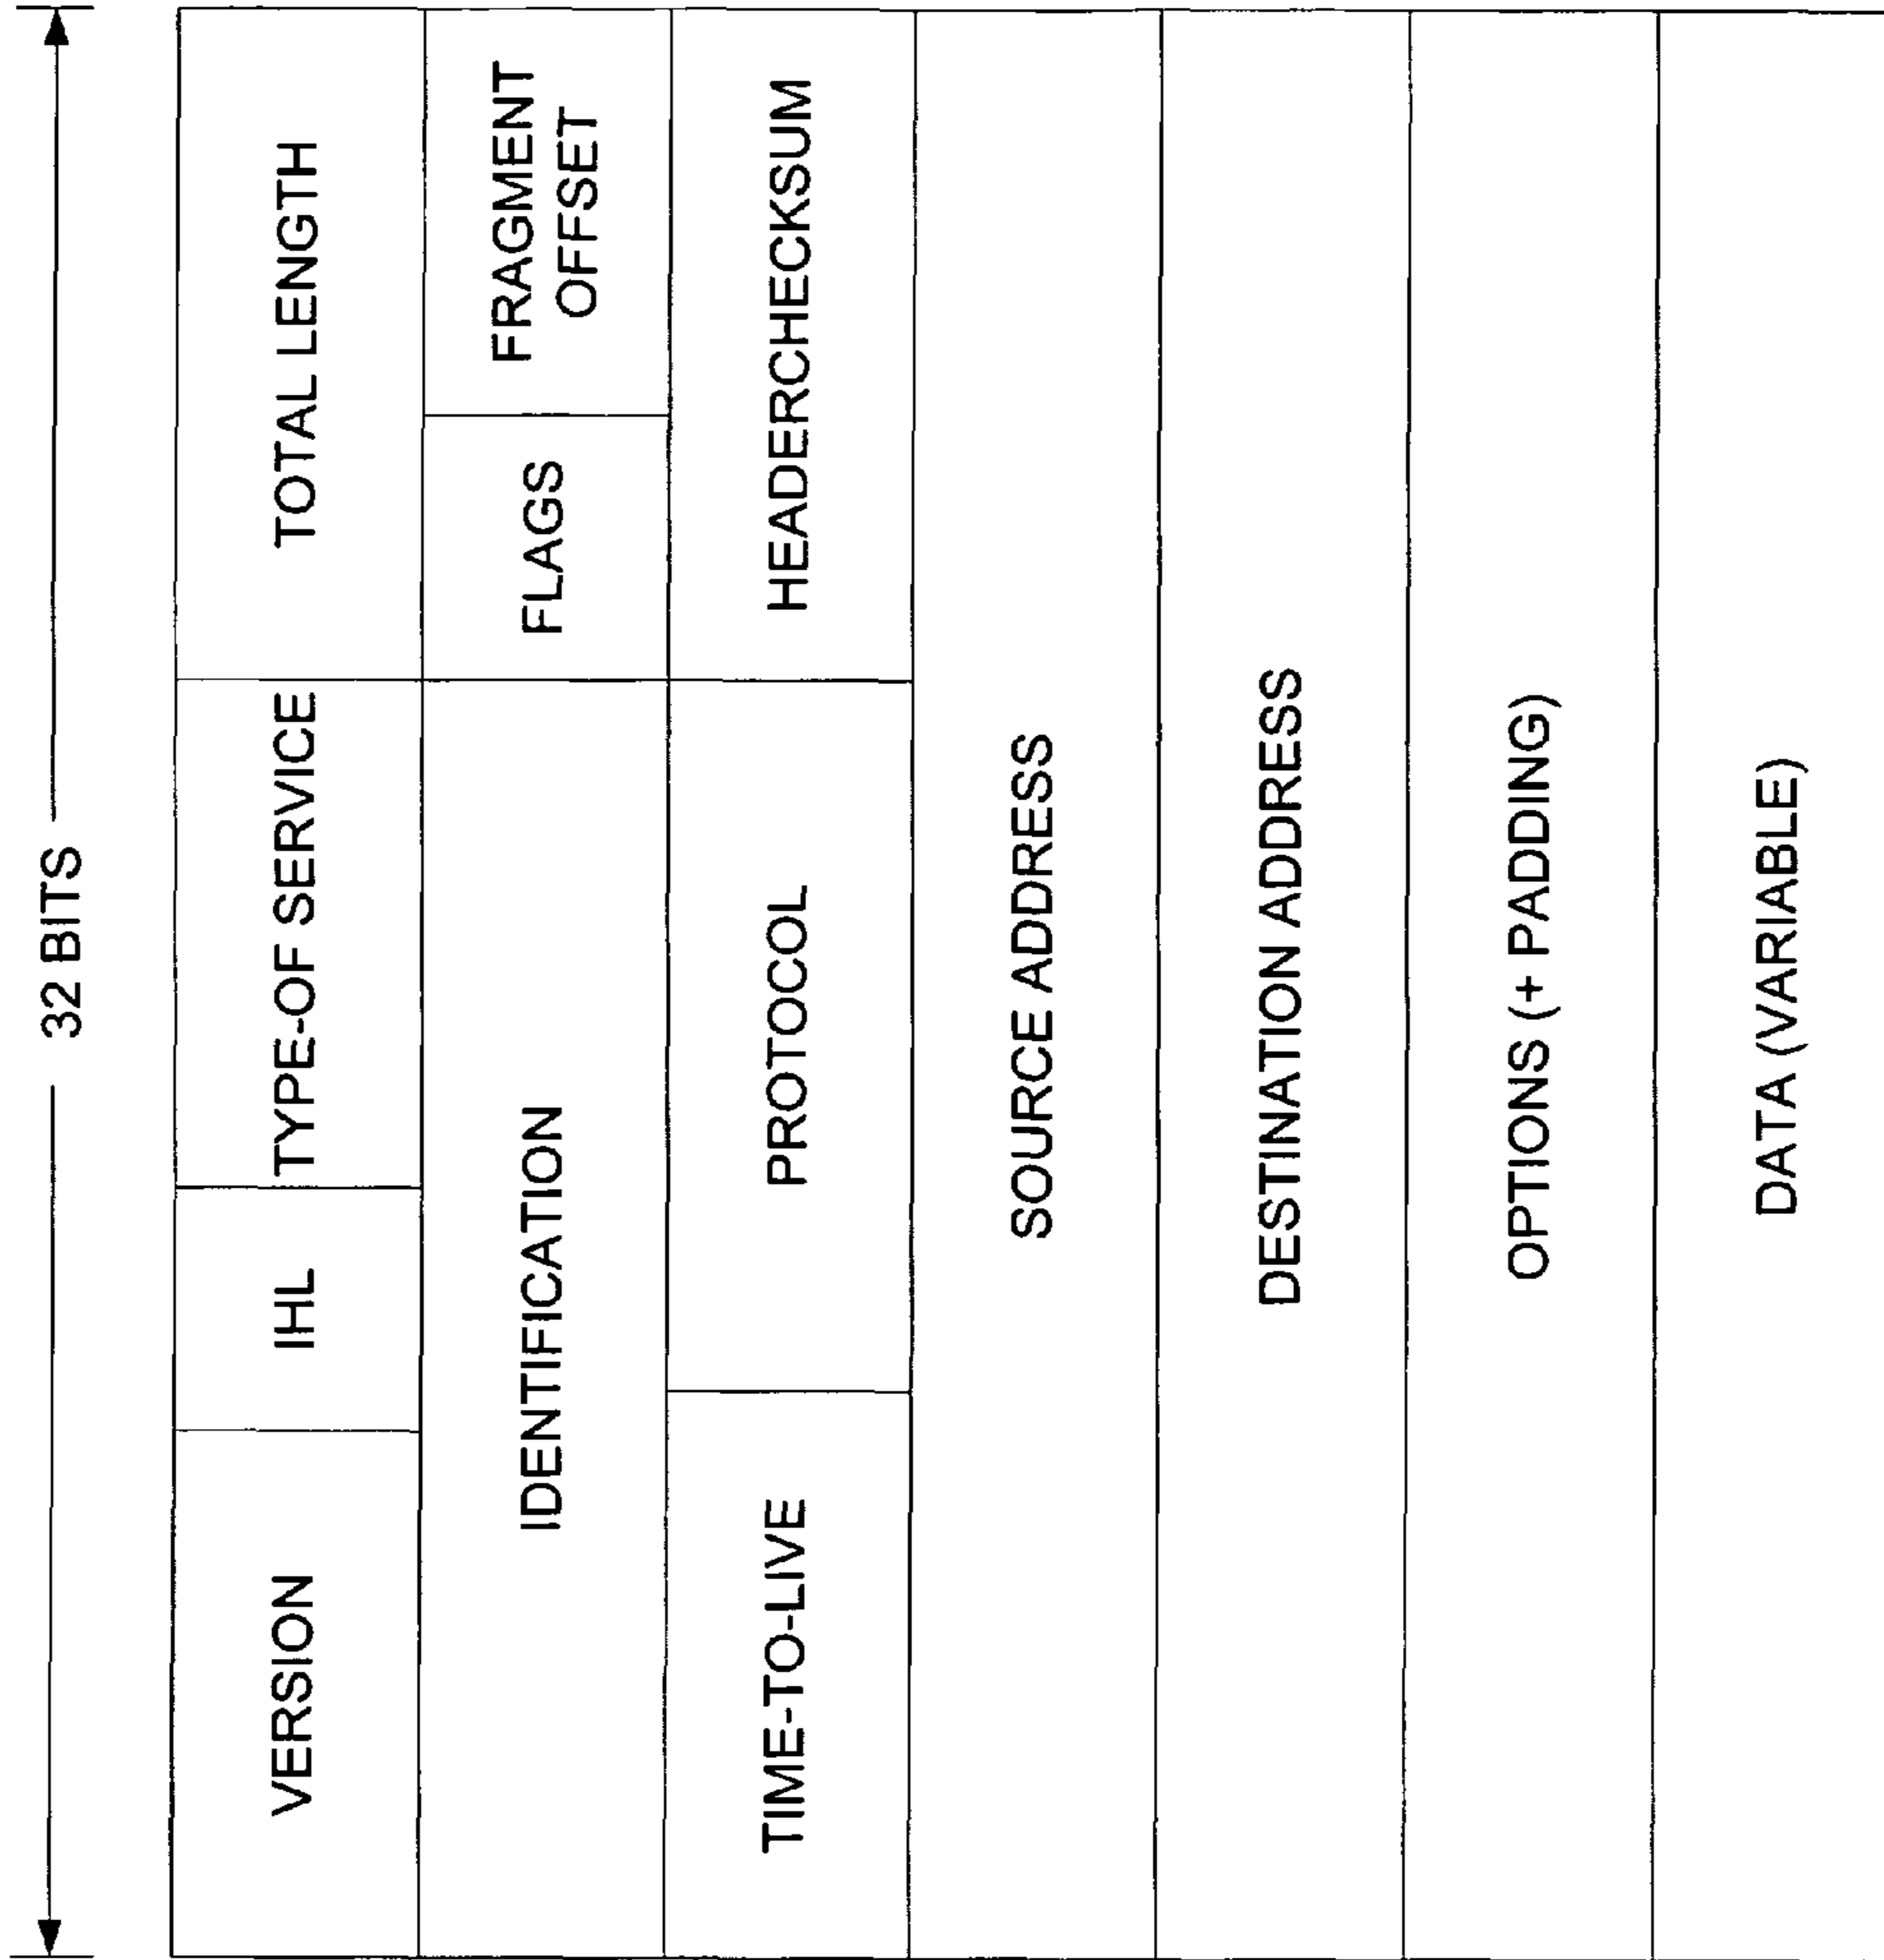 32 BITS
VERSION
IHL
TYPE-OF SERVICE
TOTAL LENGTH
IDENTIFICATION
FLAGS
FRAGMENT
OFFSET
TIME-TO-LIVE
PROTOCOL
HEADERCHECKSUM
SOURCE ADDRESS
DESTINATION ADDRESS
OPTIONS (+ PADDING)
DATA (VARIABLE)